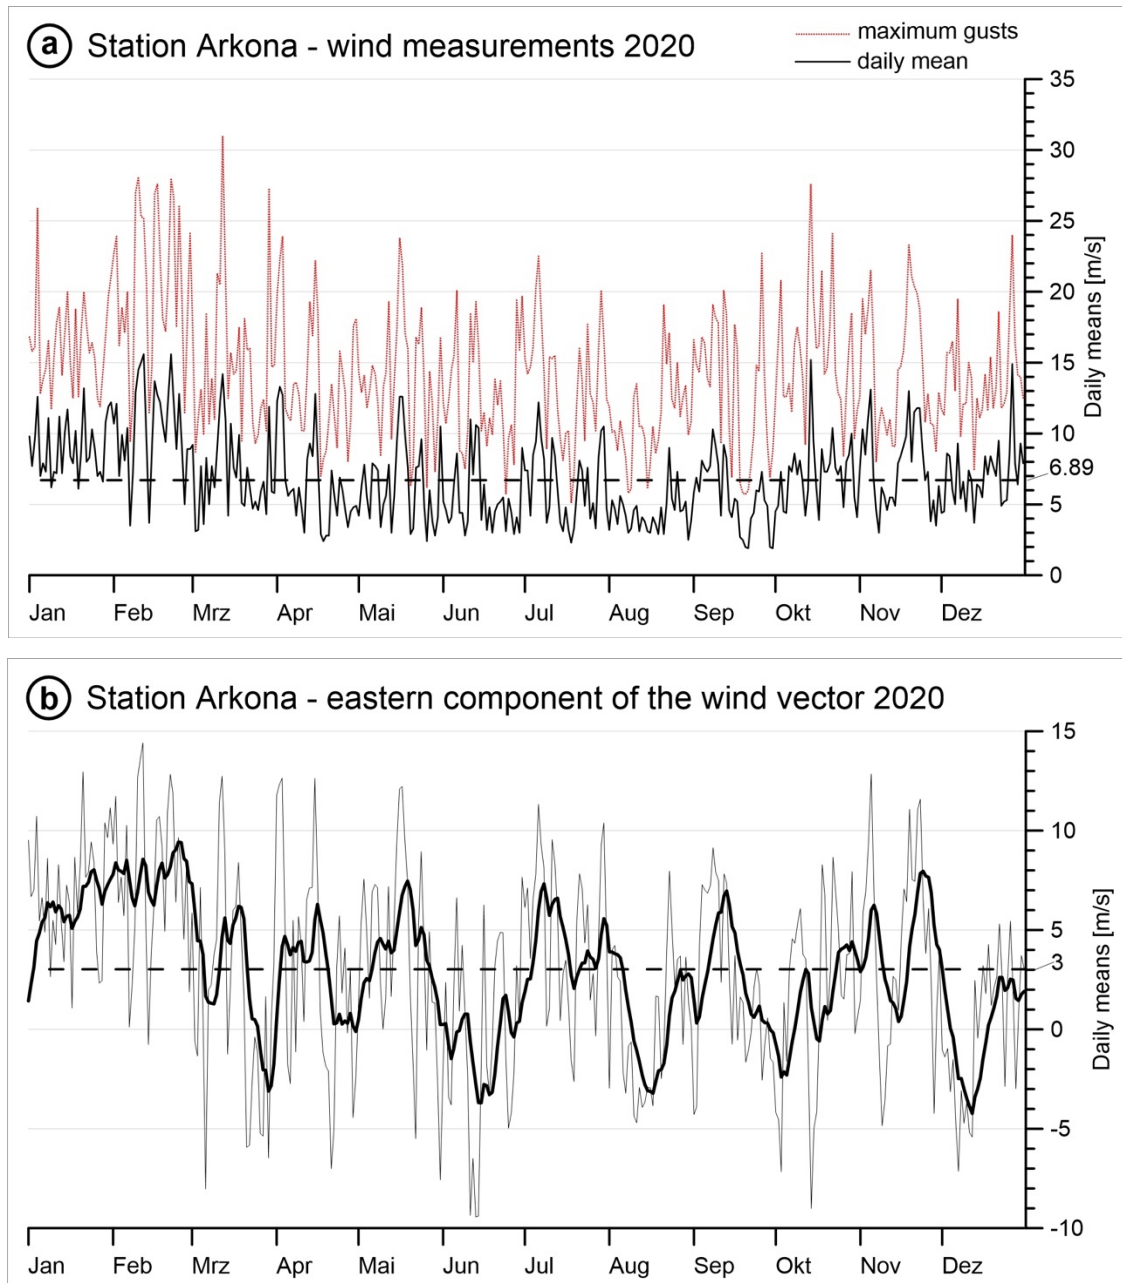 a Station Arkona - wind measurements 2020
maximum gusts
daily mean
35
30
25
20
15
10
6.89
5
0
Daily means [m/s]
Jan Feb Mrz Apr Mai Jun Jul Aug Sep Okt Nov Dez
b Station Arkona - eastern component of the wind vector 2020
15
10
5
3
0
-5
-10
Daily means [m/s]
Jan Feb Mrz Apr Mai Jun Jul Aug Sep Okt Nov Dez